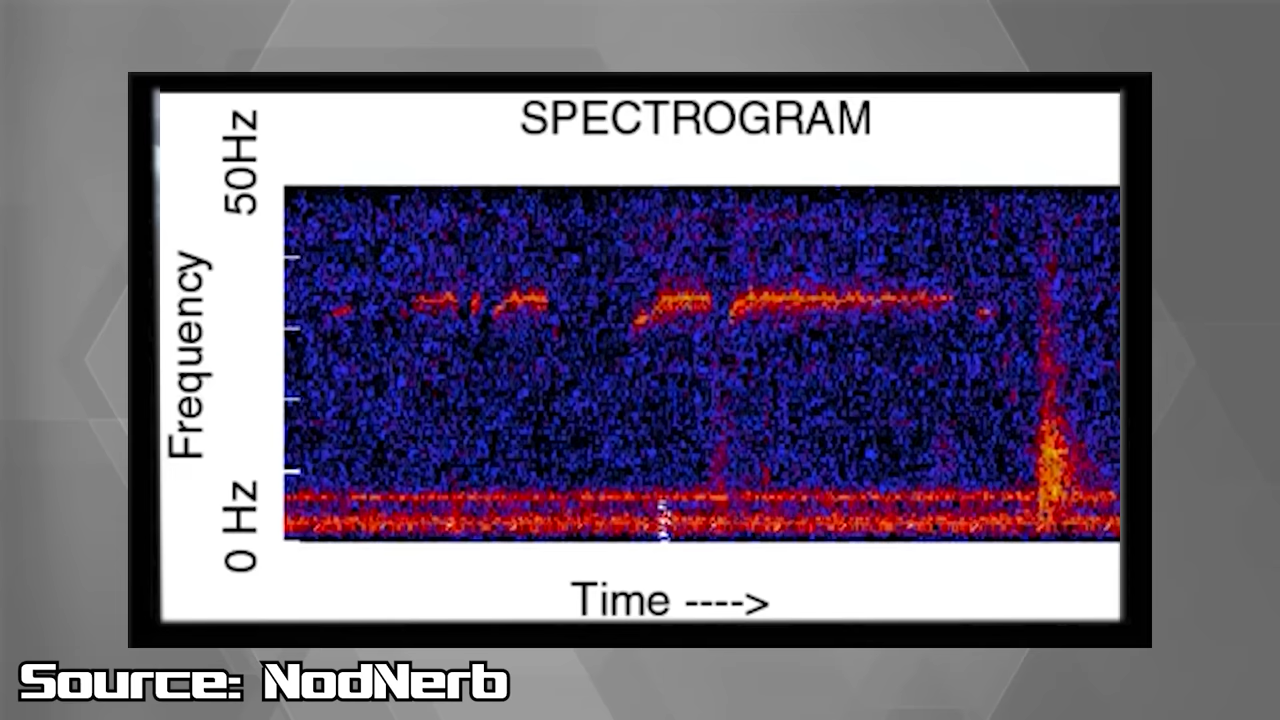 SPECTROGRAM
50Hz
Frequency
0 Hz
Time ---->
Source: NodNerb